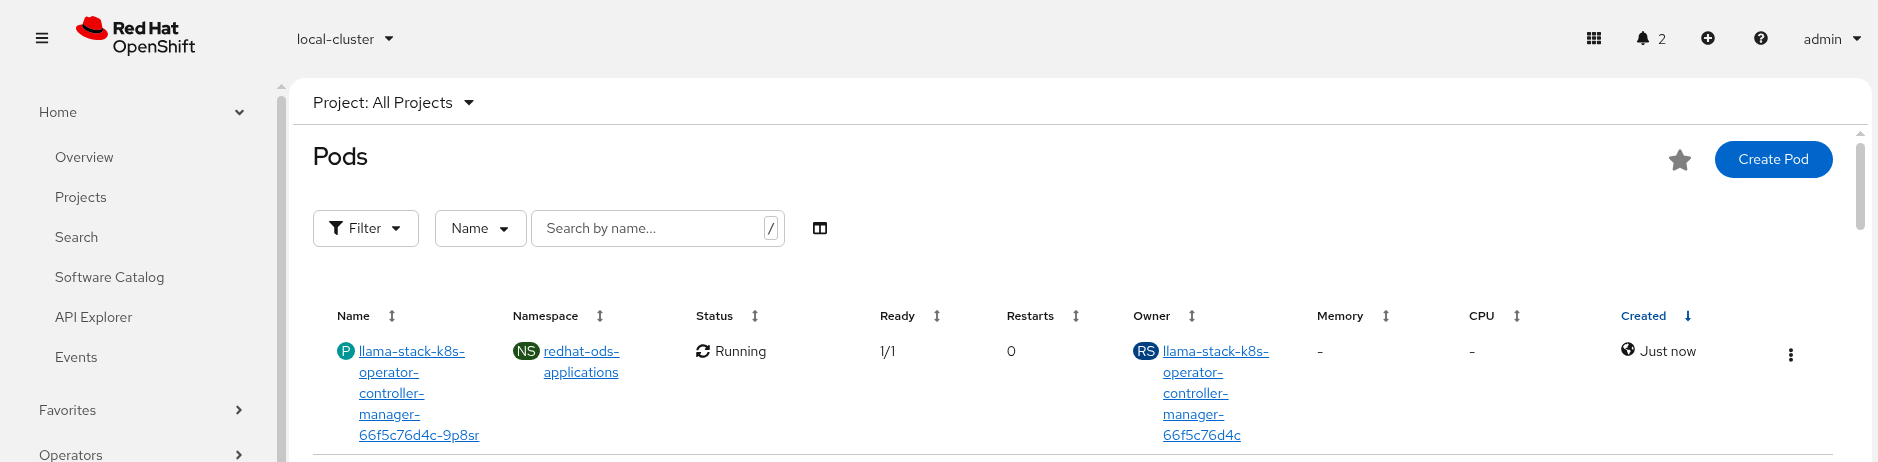 Red Hat
OpenShift
local-cluster
2
admin
Home
Overview
Projects
Search
Software Catalog
API Explorer
Events
Favorites
Operators
Project: All Projects
Pods
Create Pod
Filter
Name
Search by name...
/
Name Namespace Status Ready Restarts Owner Memory CPU Created
P llama-stack-k8s-
operator-
controller-
manager-
66f5c76d4c-9p8sr
NS redhat-ods-
applications
Running
1/1
0
RS llama-stack-k8s-
operator-
controller-
manager-
66f5c76d4c
-
-
Just now